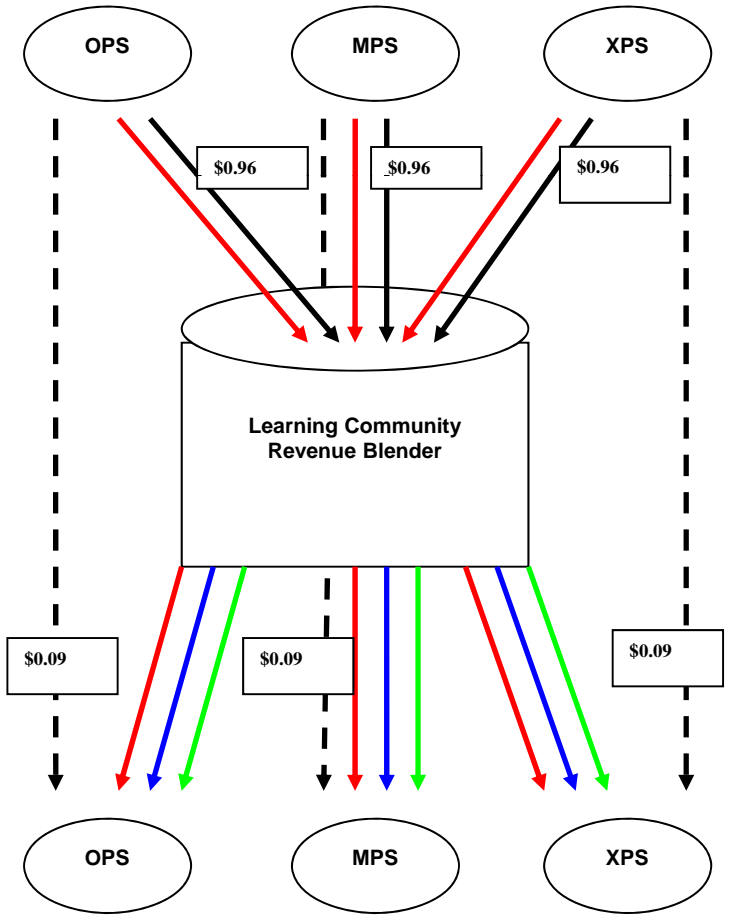 OPS
MPS
XPS
$0.96
$0.96
$0.96
Learning Community
Revenue Blender
$0.09
$0.09
$0.09
OPS
MPS
XPS